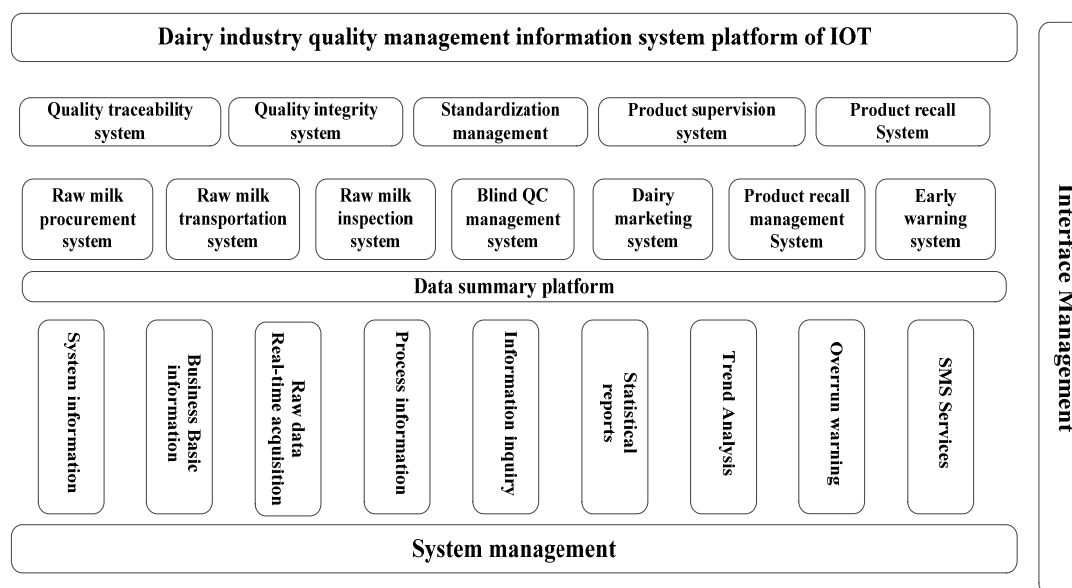 Dairy industry quality management information system platform of IOT
Quality traceability
system
Quality integrity
system
Standardization
management
Product supervision
system
Product recall
System
Raw milk
procurement
system
Raw milk
transportation
system
Raw milk
inspection
system
Blind QC
management
system
Dairy
marketing
system
Product recall
management
System
Early
warning
system
Data summary platform
System information
Business Basic
information
Raw data
Real-time acquisition
Process information
Information inquiry
Statistical
reports
Trend Analysis
Overrun warning
SMS Services
System management
Interface Management